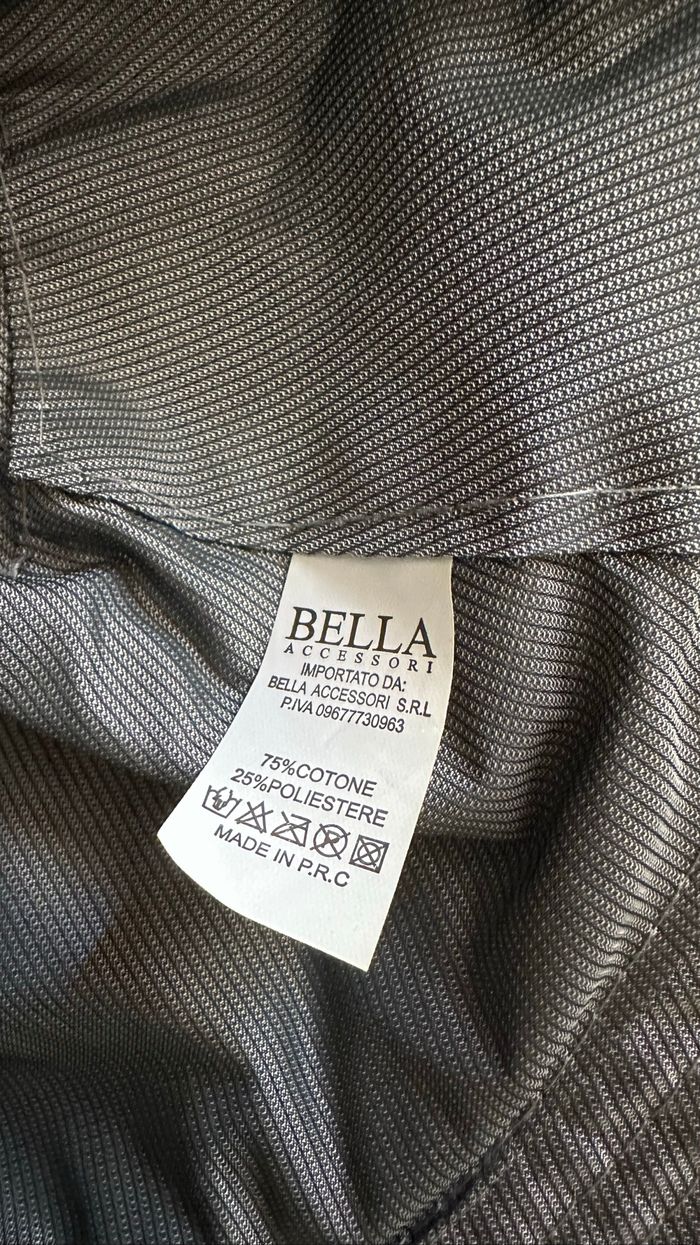 BELLA
ACCESSORI
IMPORTATO DA:
BELLA ACCESSORI S.R.L
P.IVA 09677730963
75%COTONE
25%POLIESTERE
MADE IN P.R.C